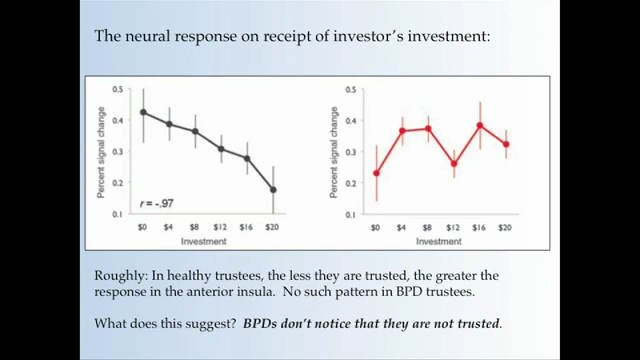 The neural response on receipt of investor's investment:
0.5
0.4
0.3
0.2
0.1
Percent signal change
r = -.97
$0 $4 $8 $12 $16 $20
Investment
0.5
0.4
0.3
0.2
0.1
Percent signal change
$0 $4 $8 $12 $16 $20
Investment
Roughly: In healthy trustees, the less they are trusted, the greater the
response in the anterior insula. No such pattern in BPD trustees.
What does this suggest? BPDs don't notice that they are not trusted.